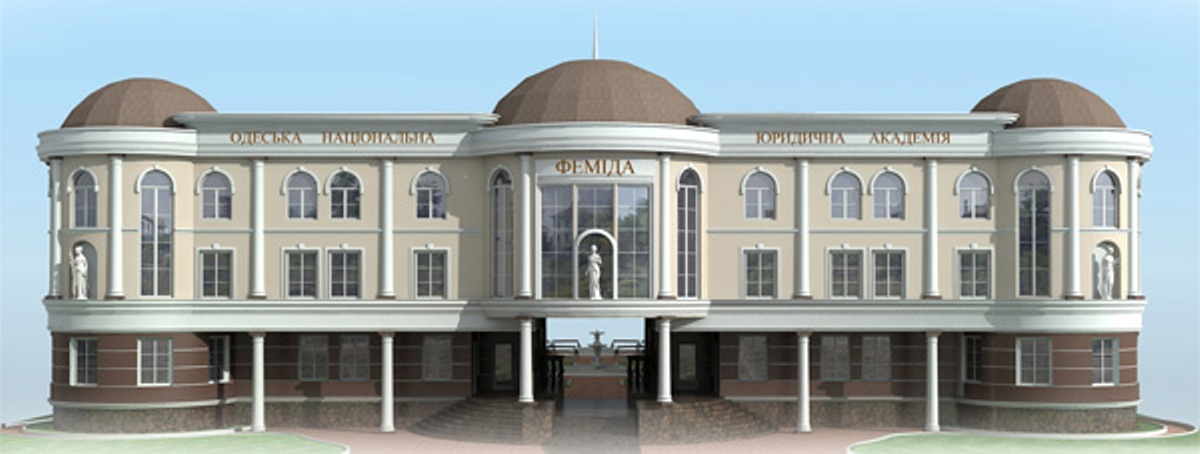 ОДЕСЬКА НАЦІОНАЛЬНА ЮРИДИЧНА АКАДЕМІЯ
ФЕМІДА